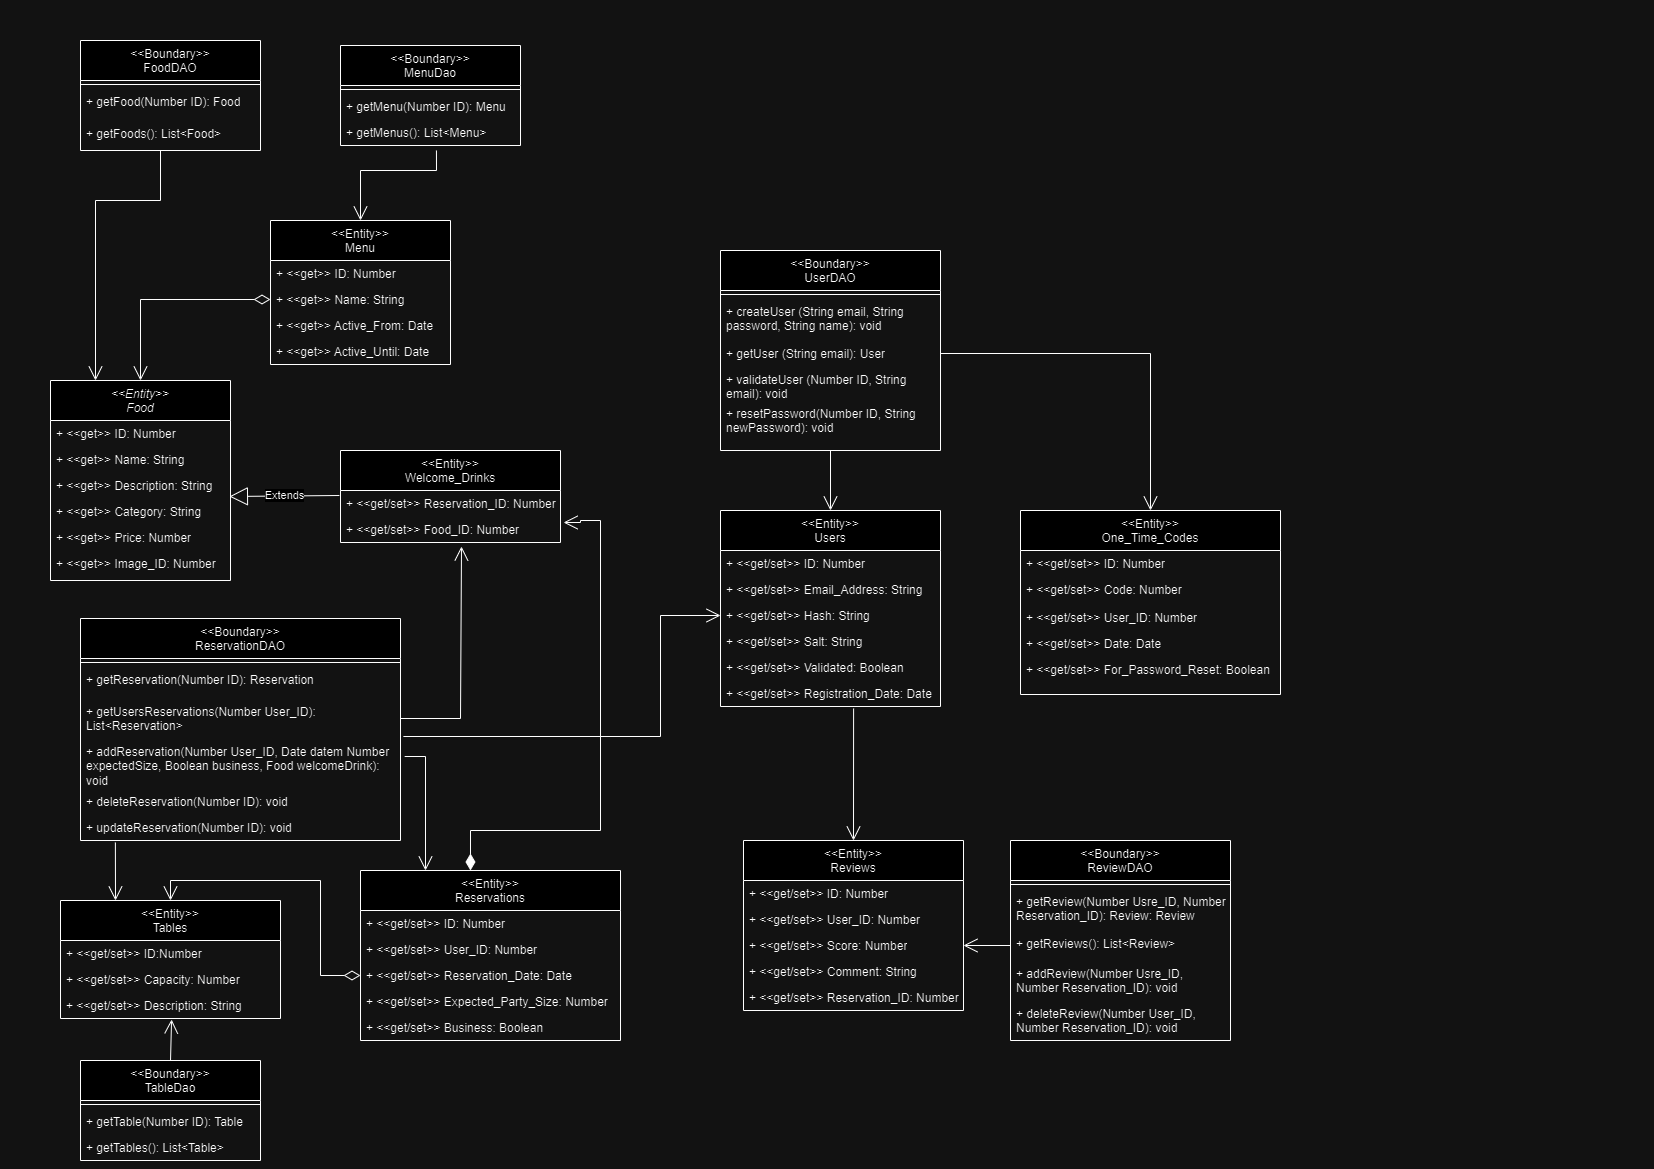 <<Boundary>>
FoodDAO
+ getFood(Number ID): Food
+ getFoods(): List<Food>
<<Boundary>>
MenuDao
+ getMenu(Number ID): Menu
+ getMenus(): List<Menu>
<<Entity>>
Menu
+ <<get>> ID: Number
+ <<get>> Name: String
+ <<get>> Active_From: Date
+ <<get>> Active_Until: Date
<<Entity>>
Food
+ <<get>> ID: Number
+ <<get>> Name: String
+ <<get>> Description: String
+ <<get>> Category: String
+ <<get>> Price: Number
+ <<get>> Image_ID: Number
Extends
<<Entity>>
Welcome_Drinks
+ <<get/set>> Reservation_ID: Number
+ <<get/set>> Food_ID: Number
<<Boundary>>
UserDAO
+ createUser (String email, String
password, String name): void
+ getUser (String email): User
+ validateUser (Number ID, String
email): void
+ resetPassword(Number ID, String
newPassword): void
<<Entity>>
Users
+ <<get/set>> ID: Number
+ <<get/set>> Email_Address: String
+ <<get/set>> Hash: String
+ <<get/set>> Salt: String
+ <<get/set>> Validated: Boolean
+ <<get/set>> Registration_Date: Date
<<Entity>>
One_Time_Codes
+ <<get/set>> ID: Number
+ <<get/set>> Code: Number
+ <<get/set>> User_ID: Number
+ <<get/set>> Date: Date
+ <<get/set>> For_Password_Reset: Boolean
<<Boundary>>
ReservationDAO
+ getReservation(Number ID): Reservation
+ getUsersReservations(Number User_ID):
List<Reservation>
+ addReservation(Number User_ID, Date datem Number
expectedSize, Boolean business, Food welcomeDrink):
void
+ deleteReservation(Number ID): void
+ updateReservation(Number ID): void
<<Entity>>
Tables
+ <<get/set>> ID:Number
+ <<get/set>> Capacity: Number
+ <<get/set>> Description: String
<<Entity>>
Reservations
+ <<get/set>> ID: Number
+ <<get/set>> User_ID: Number
+ <<get/set>> Reservation_Date: Date
+ <<get/set>> Expected_Party_Size: Number
+ <<get/set>> Business: Boolean
<<Entity>>
Reviews
+ <<get/set>> ID: Number
+ <<get/set>> User_ID: Number
+ <<get/set>> Score: Number
+ <<get/set>> Comment: String
+ <<get/set>> Reservation_ID: Number
<<Boundary>>
ReviewDAO
+ getReview(Number Usre_ID, Number
Reservation_ID): Review: Review
+ getReviews(): List<Review>
+ addReview(Number Usre_ID,
Number Reservation_ID): void
+ deleteReview(Number User_ID,
Number Reservation_ID): void
<<Boundary>>
TableDao
+ getTable(Number ID): Table
+ getTables(): List<Table>